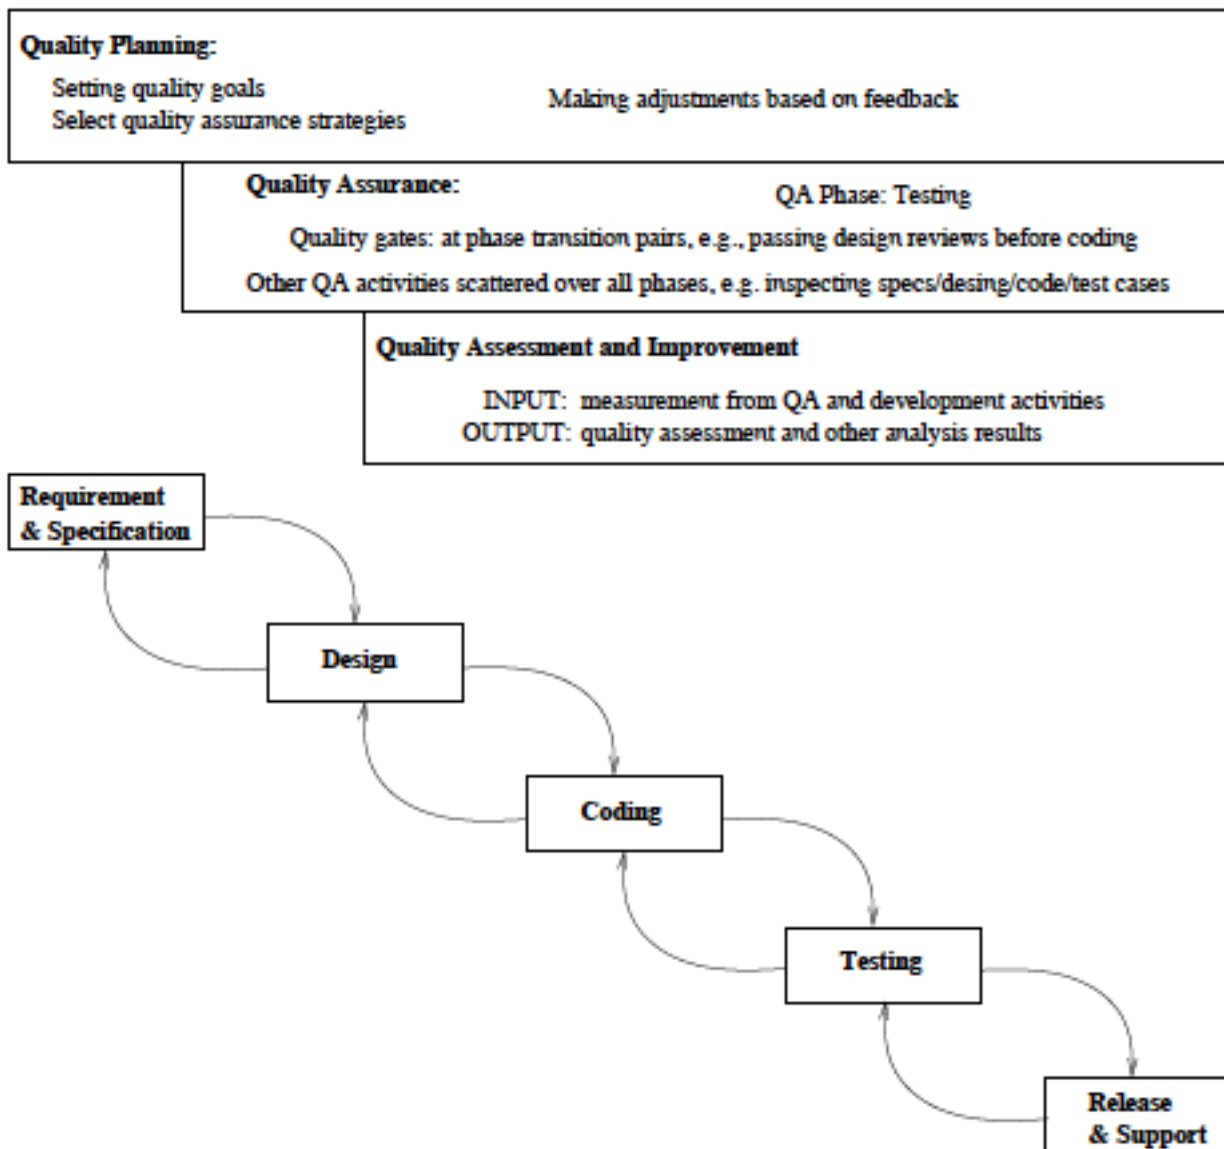 Quality Planning:
Setting quality goals
Select quality assurance strategies
Making adjustments based on feedback
Quality Assurance:
QA Phase: Testing
Quality gates: at phase transition pairs, e.g., passing design reviews before coding
Other QA activities scattered over all phases, e.g. inspecting specs/desing/code/test cases
Quality Assessment and Improvement
INPUT: measurement from QA and development activities
OUTPUT: quality assessment and other analysis results
Requirement
& Specification
Design
Coding
Testing
Release
& Support